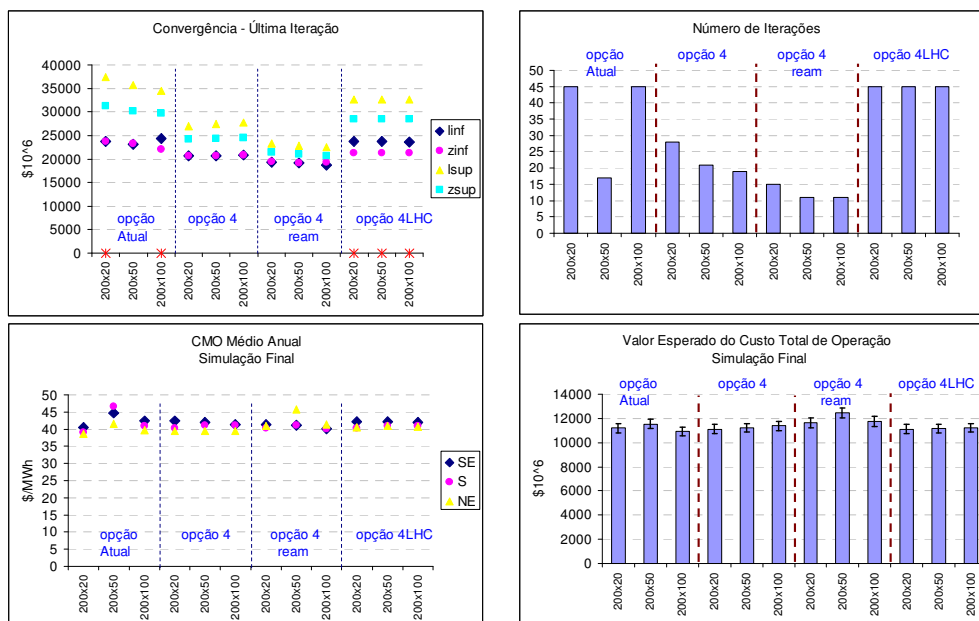 Convergência - Última Iteração
40000
35000
30000
25000
20000
15000
10000
5000
0
$10^6
opção Atual
opção 4
opção 4 ream
opção 4LHC
linf
zinf
lsup
zsup
200x20
200x50
200x100
200x20
200x50
200x100
200x20
200x50
200x100
200x20
200x50
200x100
Número de Iterações
opção Atual
opção 4
opção 4 ream
opção 4LHC
50
45
40
35
30
25
20
15
10
5
0
200x20
200x50
200x100
200x20
200x50
200x100
200x20
200x50
200x100
200x20
200x50
200x100
CMO Médio Anual
Simulação Final
50
45
40
35
30
25
20
15
10
5
0
$/MWh
opção Atual
opção 4
opção 4 ream
opção 4LHC
SE
S
NE
200x20
200x50
200x100
200x20
200x50
200x100
200x20
200x50
200x100
200x20
200x50
200x100
Valor Esperado do Custo Total de Operação
Simulação Final
opção Atual
opção 4
opção 4 ream
opção 4LHC
14000
12000
10000
8000
6000
4000
2000
0
$10^6
200x20
200x50
200x100
200x20
200x50
200x100
200x20
200x50
200x100
200x20
200x50
200x100